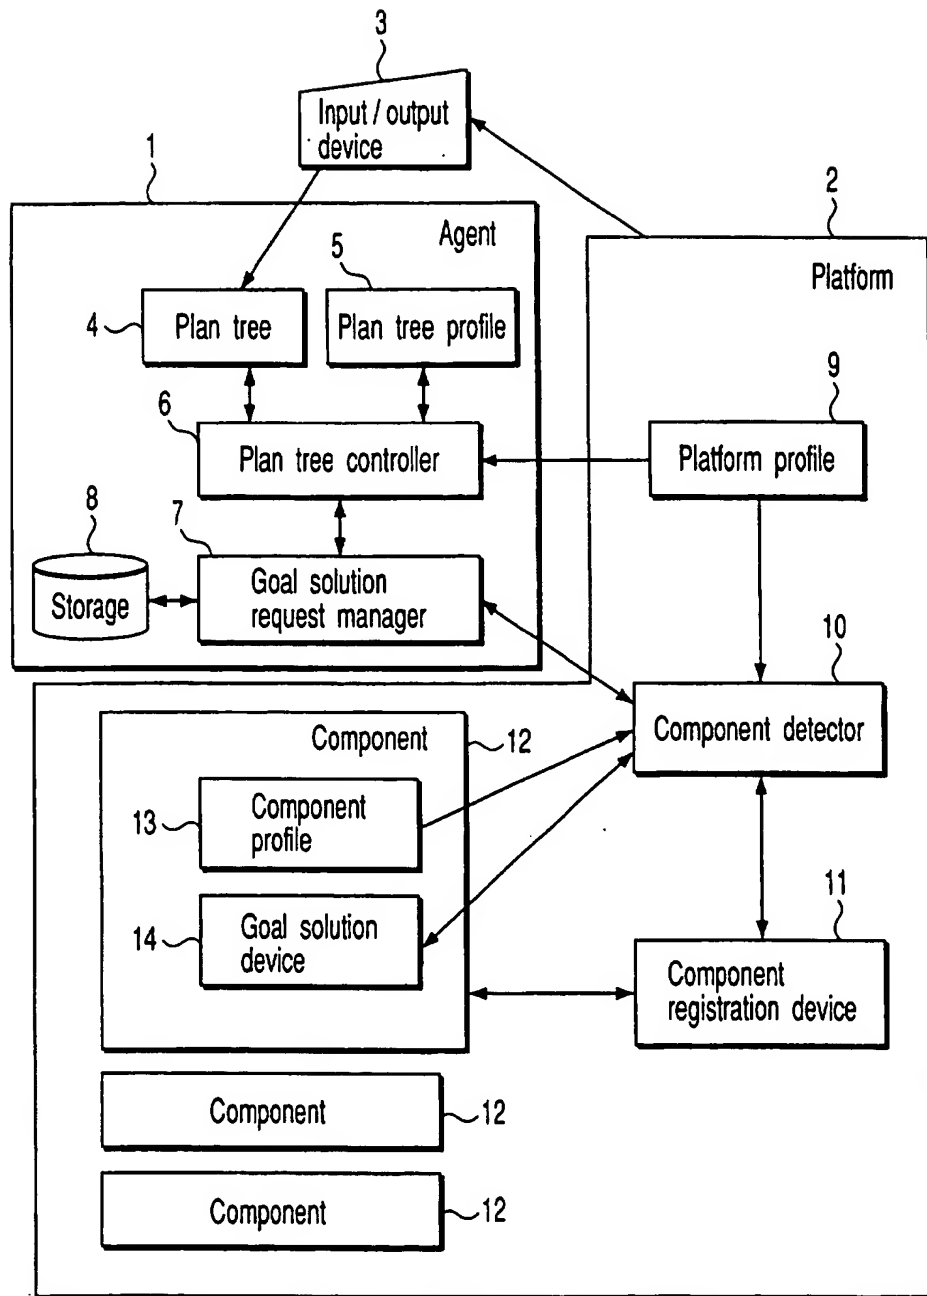 3
Input / output
device
1
2
Agent
Platform
5
4
Plan tree
Plan tree profile
9
6
Plan tree controller
Platform profile
7
8
Goal solution
request manager
Storage
10
Component detector
Component
12
13
Component
profile
11
14
Goal solution
device
Component
registration device
Component
12
Component
12